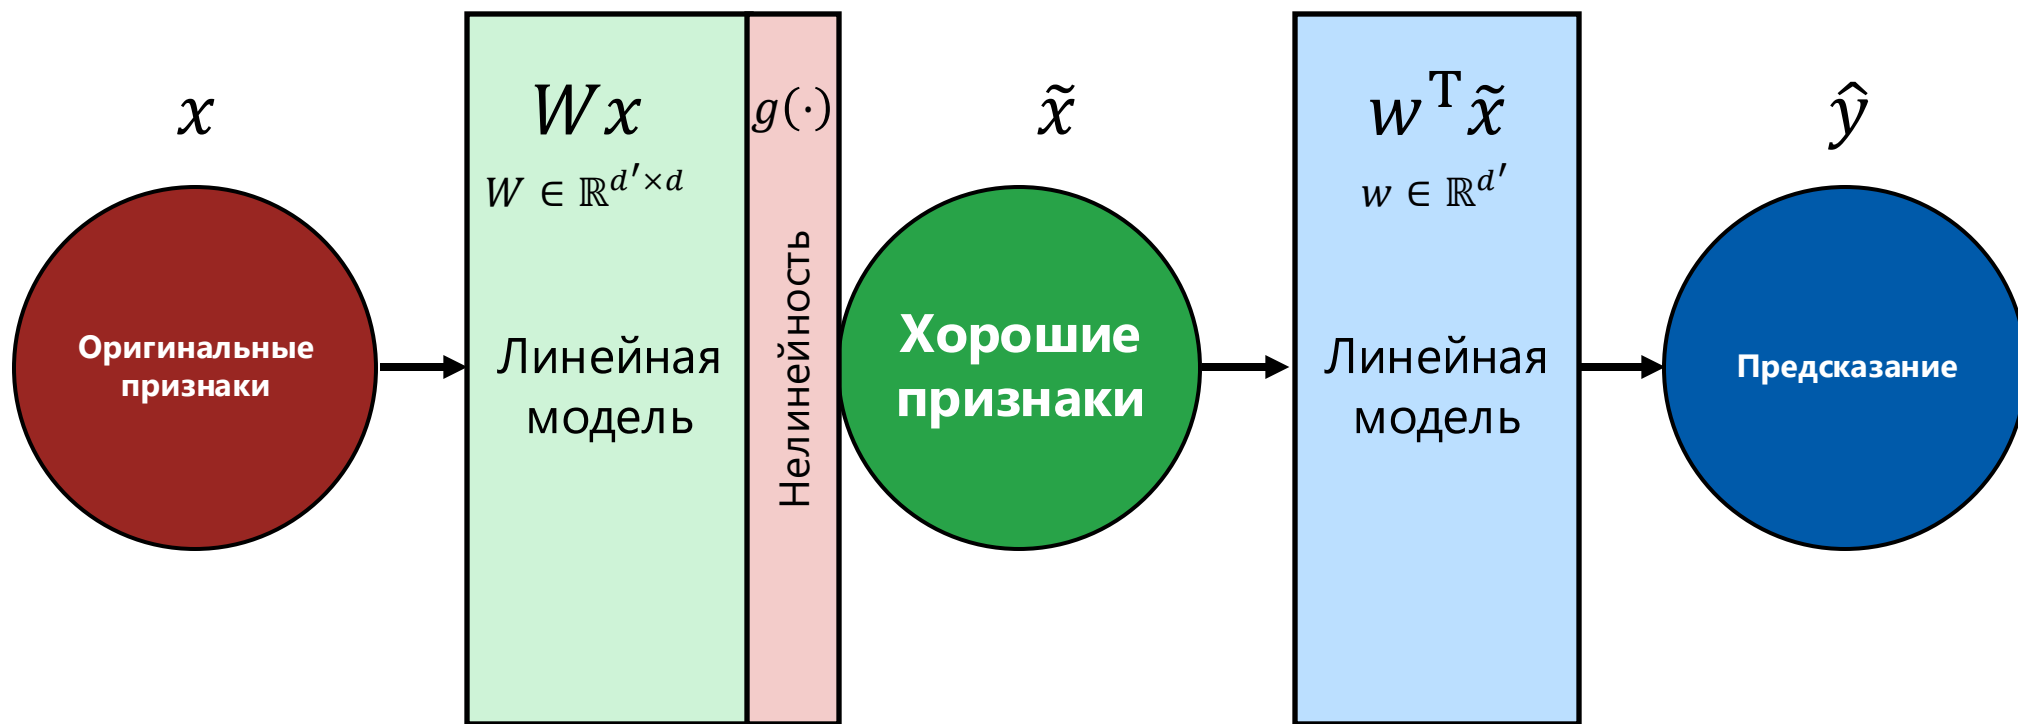 x
Wx
W ∈ ℝ^{d′×d}
g(·)
x̃
w^T x̃
w ∈ ℝ^{d′}
ŷ
Оригинальные
признаки
Линейная
модель
Нелинейность
Хорошие
признаки
Линейная
модель
Предсказание